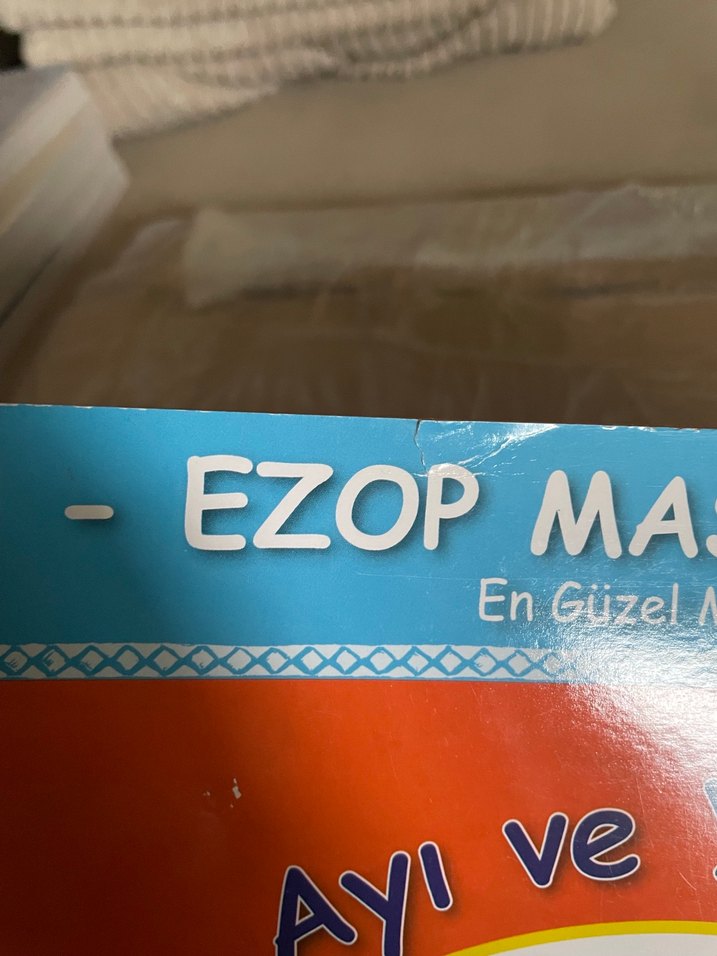 - EZOP
En Güzel
Ayı ve